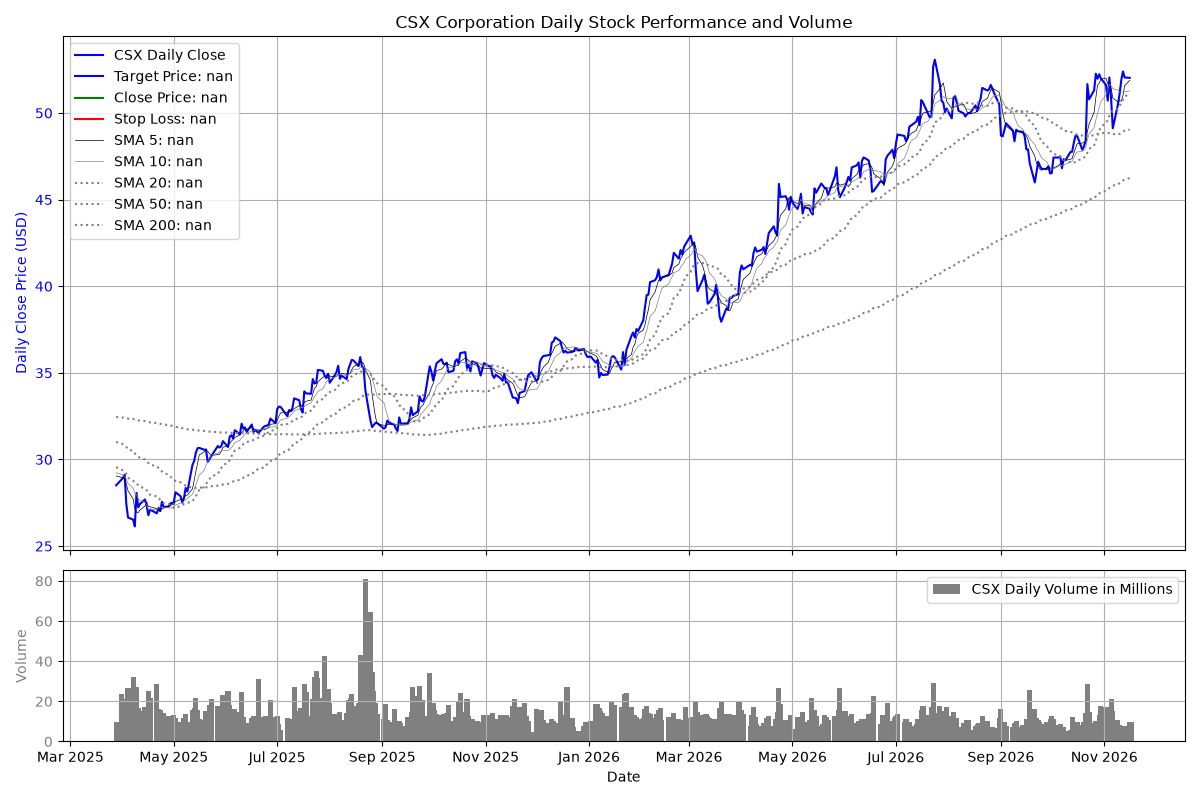 CSX Corporation Daily Stock Performance and Volume
CSX Daily Close
Target Price: nan
Close Price: nan
Stop Loss: nan
SMA 5: nan
SMA 10: nan
SMA 20: nan
SMA 50: nan
SMA 200: nan
Daily Close Price (USD)
50
45
40
35
30
25
CSX Daily Volume in Millions
Volume
80
60
40
20
0
Mar 2025 May 2025 Jul 2025 Sep 2025 Nov 2025 Jan 2026 Mar 2026 May 2026 Jul 2026 Sep 2026 Nov 2026
Date